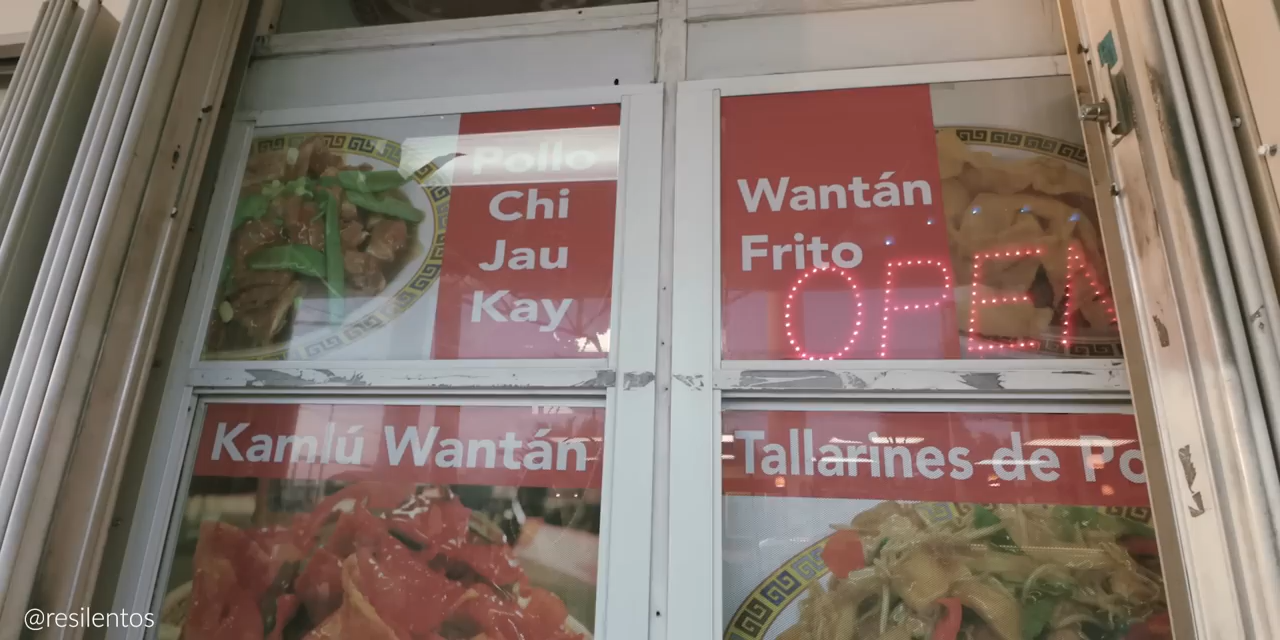 Pollo
Chi
Jau
Kay
Wantán
Frito
OPEN
Kamlú Wantán
Tallarines de Po
@resilentos